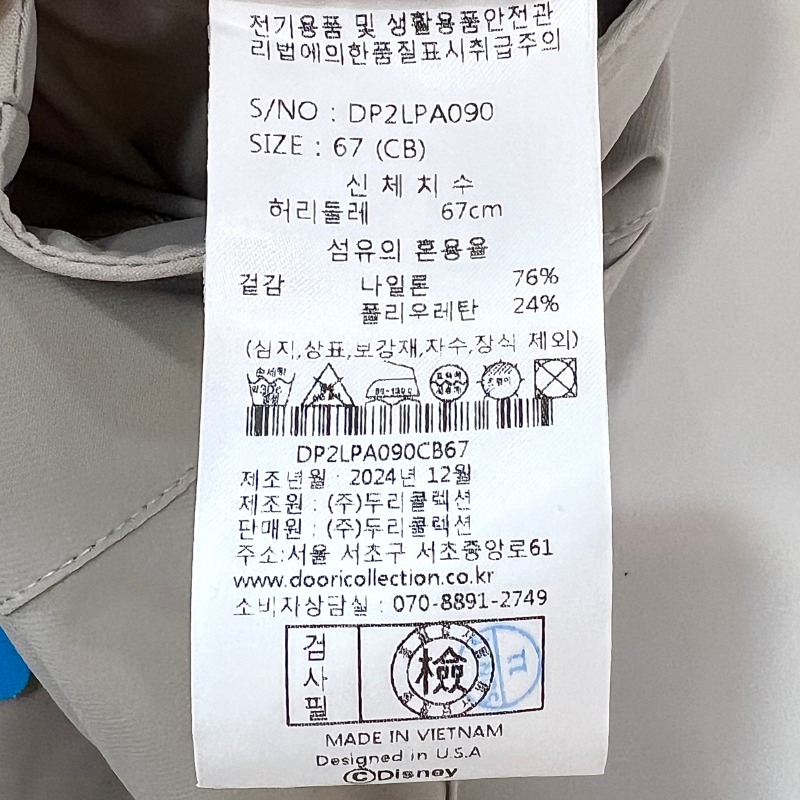 전기용품 및 생활용품안전관
리법에의한품질표시취급주의
S/NO : DP2LPA090
SIZE : 67 (CB)
신 체 치 수
허리둘레 67cm
섬유의 혼용율
겉감 나일론 76%
폴리우레탄 24%
(심지,상표,보강재,자수,장식 제외)
손세탁
DP2LPA090CB67
제조년월 : 2024년 12월
제조원 : (주)두리콜렉션
판매원 : (주)두리콜렉션
주소:서울 서초구 서초중앙로61
www.dooricollection.co.kr
소비자상담실 : 070-8891-2749
검사필
檢
MADE IN VIETNAM
Designed in U.S.A
©Disney